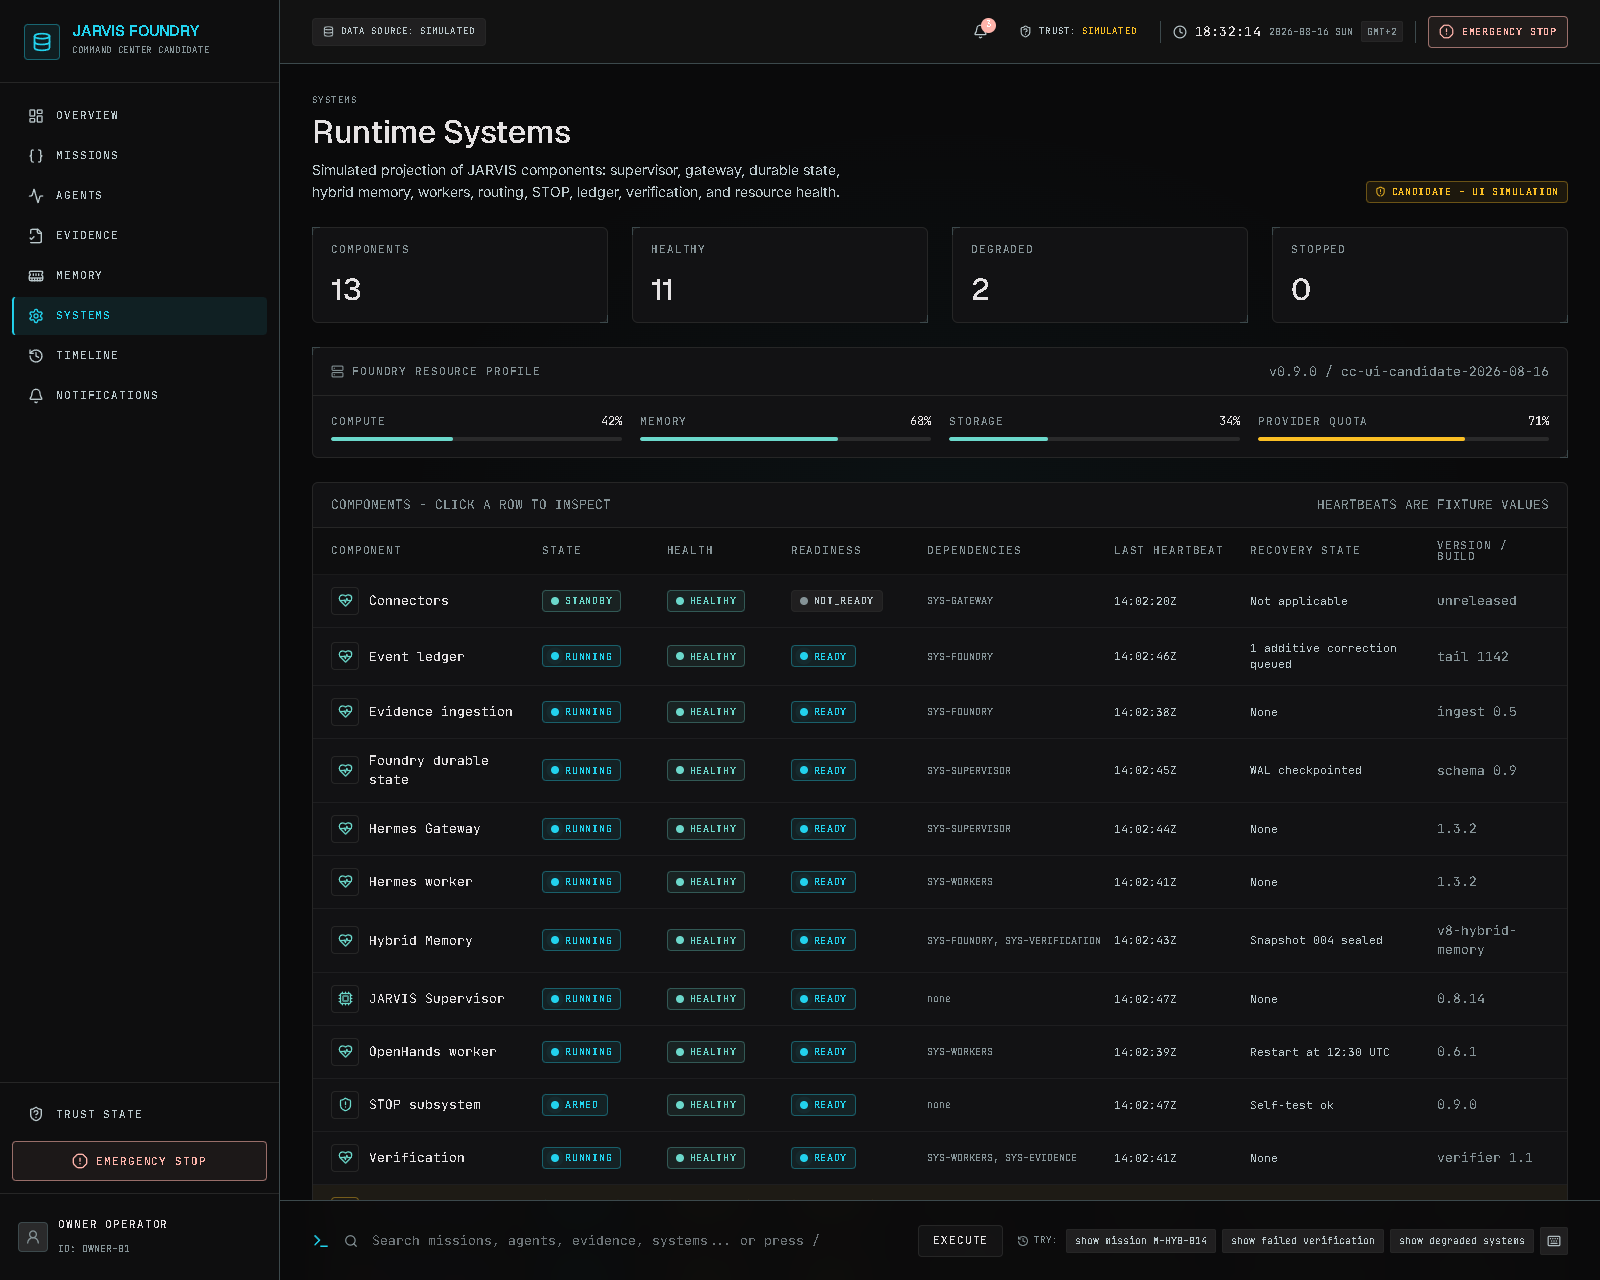 JARVIS FOUNDRY
COMMAND CENTER CANDIDATE
OVERVIEW
MISSIONS
AGENTS
EVIDENCE
MEMORY
SYSTEMS
TIMELINE
NOTIFICATIONS
TRUST STATE
EMERGENCY STOP
OWNER OPERATOR
ID: OWNER-01
DATA SOURCE: SIMULATED
3
TRUST: SIMULATED
18:32:14 2026-08-16 SUN GMT+2
EMERGENCY STOP
SYSTEMS
Runtime Systems
Simulated projection of JARVIS components: supervisor, gateway, durable state,
hybrid memory, workers, routing, STOP, ledger, verification, and resource health.
CANDIDATE - UI SIMULATION
COMPONENTS
13
HEALTHY
11
DEGRADED
2
STOPPED
0
FOUNDRY RESOURCE PROFILE
v0.9.0 / cc-ui-candidate-2026-08-16
COMPUTE 42%
MEMORY 68%
STORAGE 34%
PROVIDER QUOTA 71%
COMPONENTS - CLICK A ROW TO INSPECT
HEARTBEATS ARE FIXTURE VALUES
COMPONENT STATE HEALTH READINESS DEPENDENCIES LAST HEARTBEAT RECOVERY STATE VERSION /
BUILD
Connectors STANDBY HEALTHY NOT_READY SYS-GATEWAY 14:02:20Z Not applicable unreleased
Event ledger RUNNING HEALTHY READY SYS-FOUNDRY 14:02:46Z 1 additive correction
queued
tail 1142
Evidence ingestion RUNNING HEALTHY READY SYS-FOUNDRY 14:02:38Z None ingest 0.5
Foundry durable
state
RUNNING HEALTHY READY SYS-SUPERVISOR 14:02:45Z WAL checkpointed schema 0.9
Hermes Gateway RUNNING HEALTHY READY SYS-SUPERVISOR 14:02:44Z None 1.3.2
Hermes worker RUNNING HEALTHY READY SYS-WORKERS 14:02:41Z None 1.3.2
Hybrid Memory RUNNING HEALTHY READY SYS-FOUNDRY, SYS-VERIFICATION 14:02:43Z Snapshot 004 sealed v8-hybrid-
memory
JARVIS Supervisor RUNNING HEALTHY READY none 14:02:47Z None 0.8.14
OpenHands worker RUNNING HEALTHY READY SYS-WORKERS 14:02:39Z Restart at 12:30 UTC 0.6.1
STOP subsystem ARMED HEALTHY READY none 14:02:47Z Self-test ok 0.9.0
Verification RUNNING HEALTHY READY SYS-WORKERS, SYS-EVIDENCE 14:02:41Z None verifier 1.1
Search missions, agents, evidence, systems... or press /
EXECUTE
TRY:
show mission M-HYB-014
show failed verification
show degraded systems